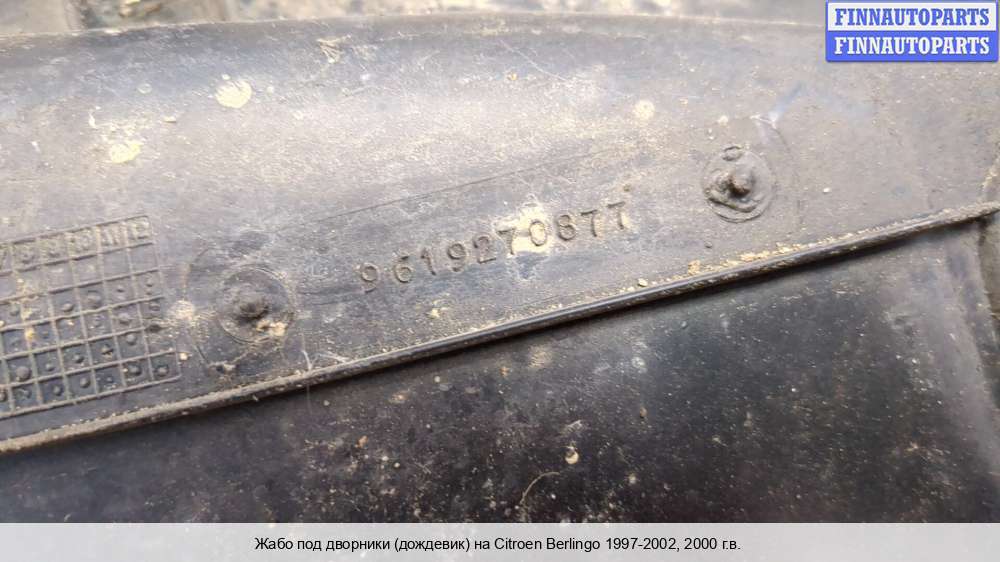 FINNAUTOPARTS
FINNAUTOPARTS
9619270877
Жабо под дворники (дождевик) на Citroen Berlingo 1997-2002, 2000 г.в.